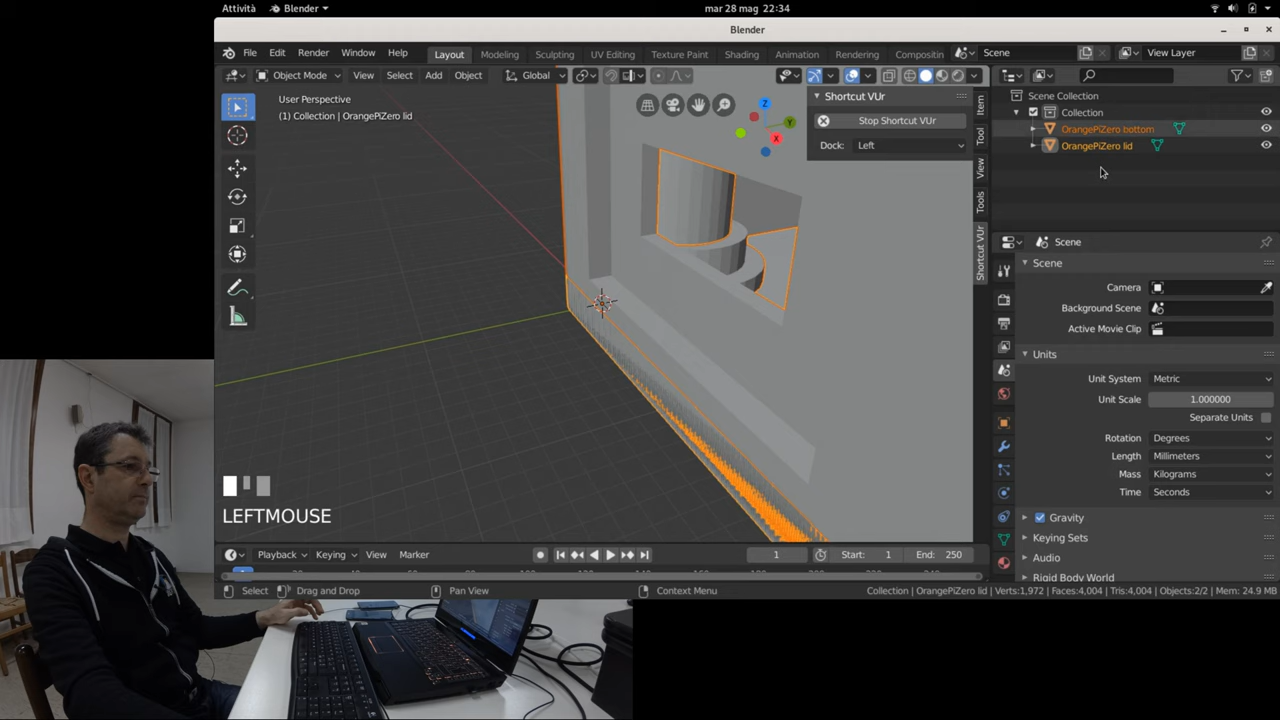 Attività Blender mar 28 mag 22:34
Blender
File Edit Render Window Help Layout Modeling Sculpting UV Editing Texture Paint Shading Animation Rendering Compositin Scene View Layer
Object Mode View Select Add Object Global
User Perspective
(1) Collection | OrangePiZero lid
Z
Y
X
Shortcut VUr
Stop Shortcut VUr
Dock: Left
Item
Tool
View
Tools
Shortcut VUr
Scene Collection
Collection
OrangePiZero bottom
OrangePiZero lid
Scene
Scene
Camera
Background Scene
Active Movie Clip
Units
Unit System Metric
Unit Scale 1.000000
Separate Units
Rotation Degrees
Length Millimeters
Mass Kilograms
Time Seconds
Gravity
Keying Sets
Audio
Rigid Body World
LEFTMOUSE
Playback Keying View Marker 1 Start: 1 End: 250
Select Drag and Drop Pan View Context Menu Collection | OrangePiZero lid | Verts:1,972 | Faces:4,004 | Tris:4,004 | Objects:2/2 | Mem: 24.9 MB